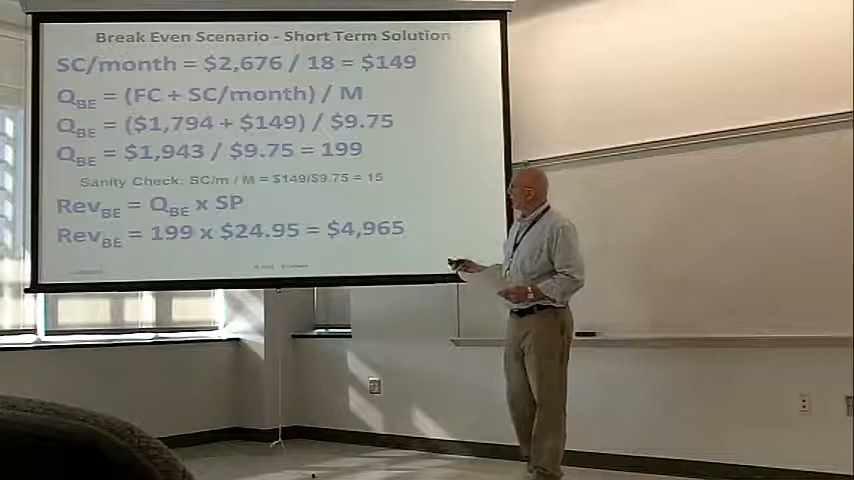 Break Even Scenario - Short Term Solution
SC/month = $2,676 / 18 = $149
QBE = (FC + SC/month) / M
QBE = ($1,794 + $149) / $9.75
QBE = $1,943 / $9.75 = 199
Sanity Check: SC/m / M = $149/$9.75 = 15
RevBE = QBE x SP
RevBE = 199 x $24.95 = $4,965